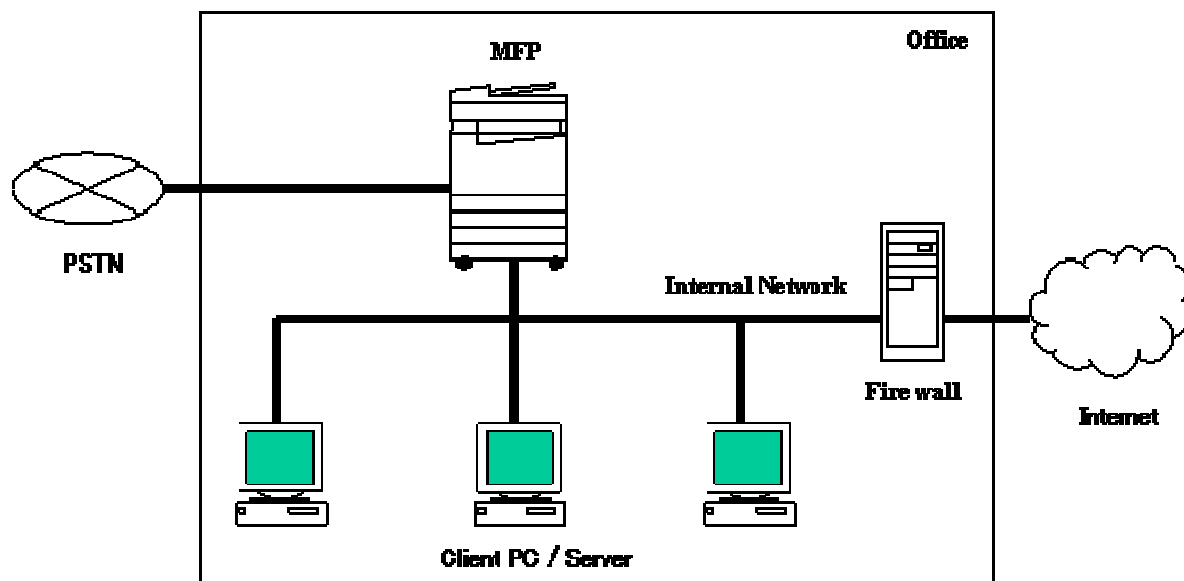 Office
MFP
PSTN
Internal Network
Fire wall
Internet
Client PC / Server